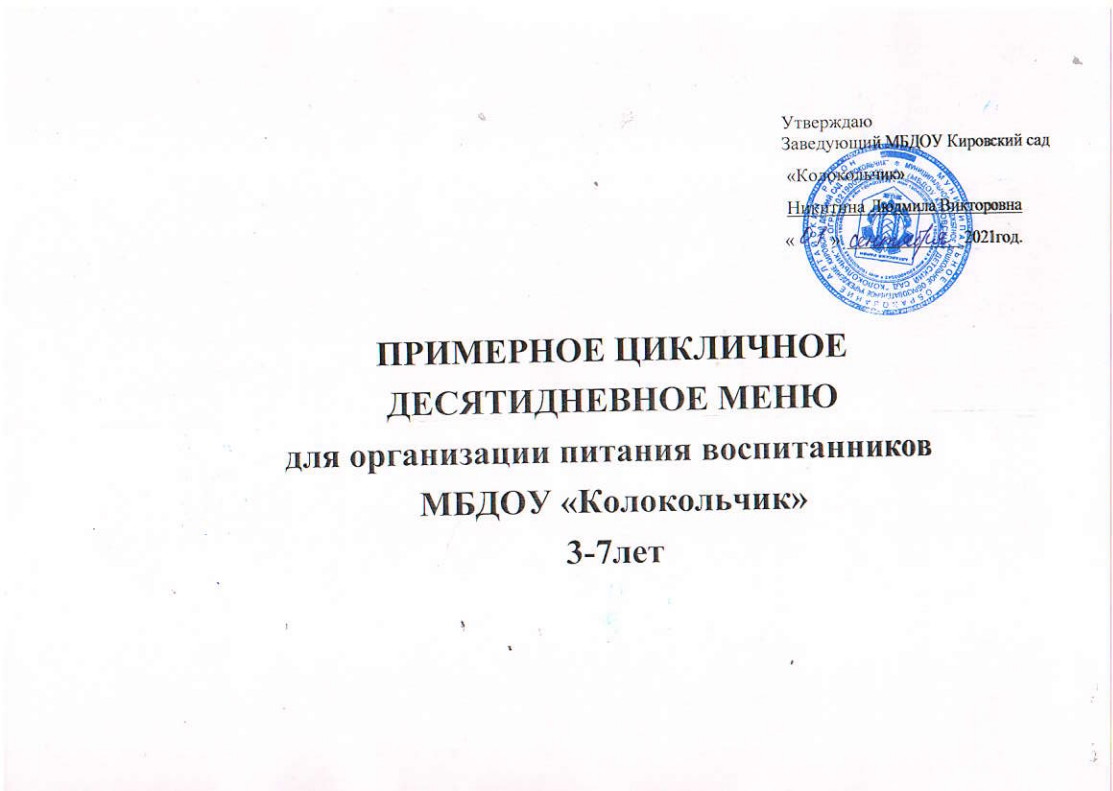 Утверждаю
Заведующий МБДОУ Кировский сад
«Колокольчик»
Никитина Людмила Викторовна
« » сентября 2021год.
ПРИМЕРНОЕ ЦИКЛИЧНОЕ
ДЕСЯТИДНЕВНОЕ МЕНЮ
для организации питания воспитанников
МБДОУ «Колокольчик»
3-7лет